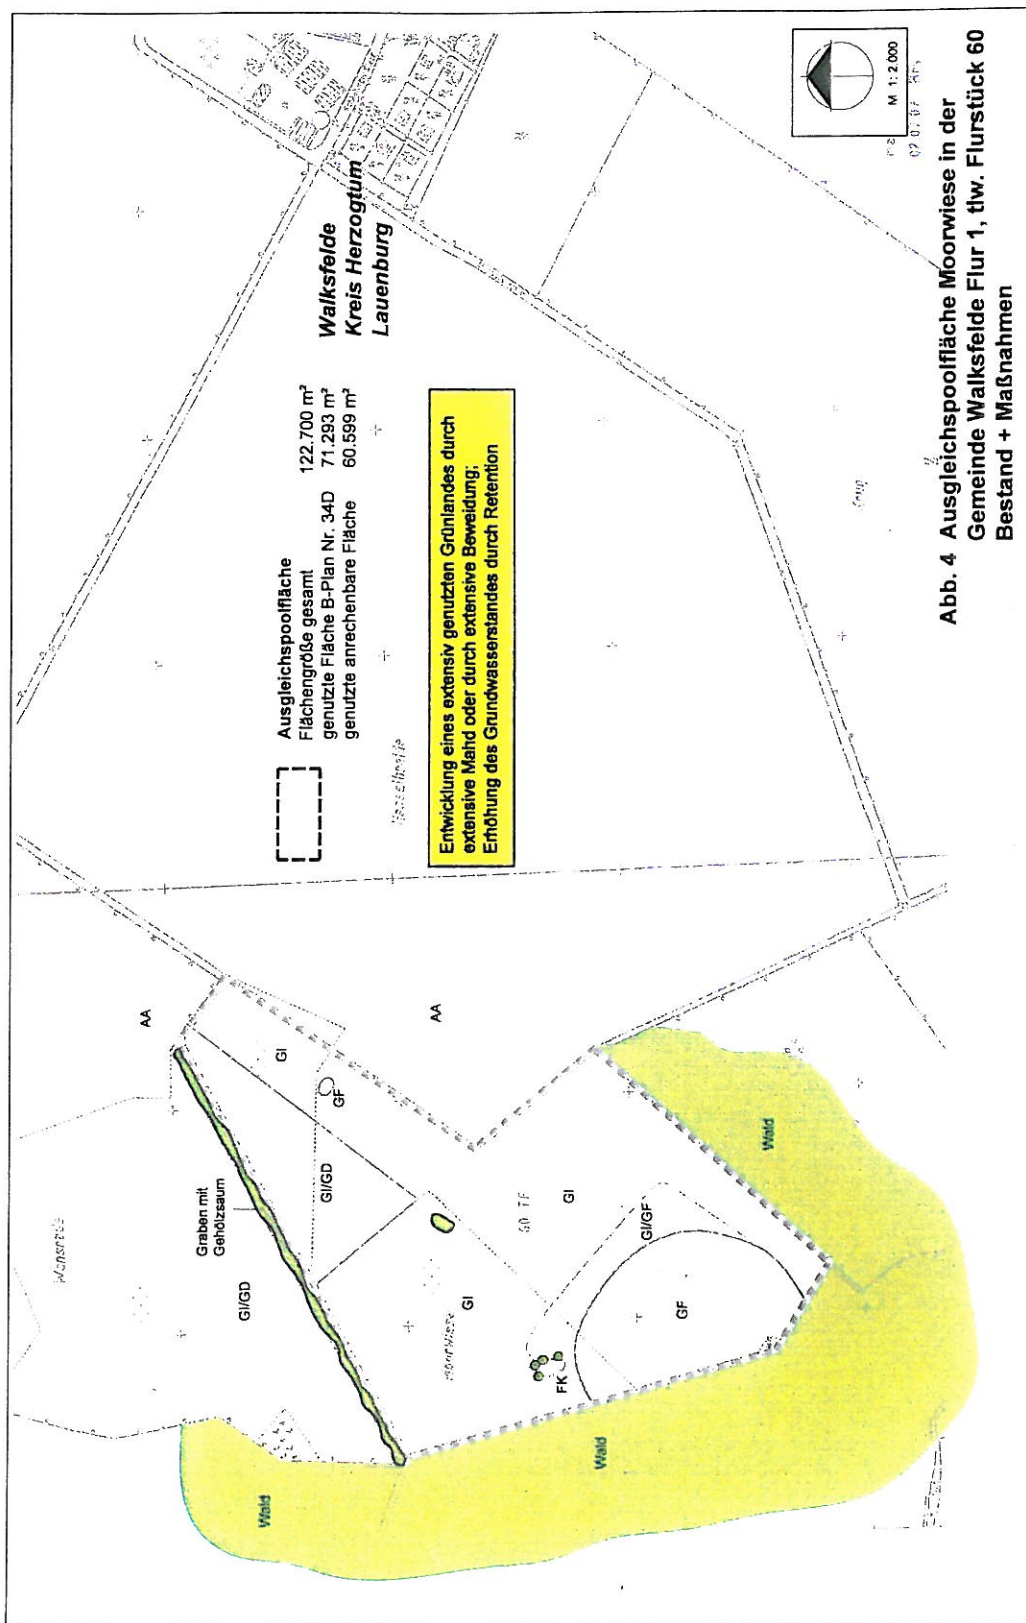 Wald
Graben mit
Gehölzsaum
GI/GD
AA
GI
GF
GI/GD
AA
GI
GI
GI/GF
GF
FK
Wald
Wald
Ausgleichspoolfläche
Flächengröße gesamt 122.700 m²
genutzte Fläche B-Plan Nr. 34D 71.293 m²
genutzte anrechenbare Fläche 60.599 m²
Walksfelde
Kreis Herzogtum
Lauenburg
Entwicklung eines extensiv genutzten Grünlandes durch
extensive Mahd oder durch extensive Beweidung;
Erhöhung des Grundwasserstandes durch Retention
M 1: 2.000
Abb. 4 Ausgleichspoolfläche Moorwiese in der
Gemeinde Walksfelde Flur 1, tlw. Flurstück 60
Bestand + Maßnahmen